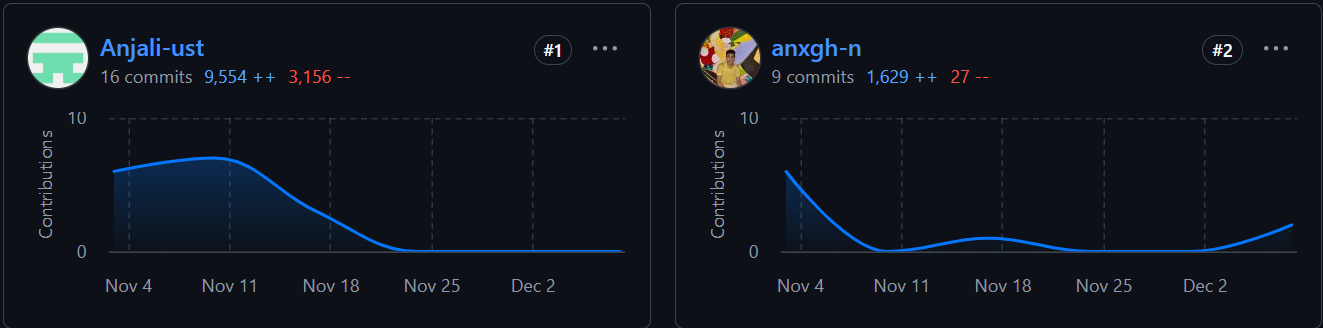 Anjali-ust
#1
16 commits 9,554 ++ 3,156 --
Contributions
10
0
Nov 4 Nov 11 Nov 18 Nov 25 Dec 2
anxgh-n
#2
9 commits 1,629 ++ 27 --
Contributions
10
0
Nov 4 Nov 11 Nov 18 Nov 25 Dec 2